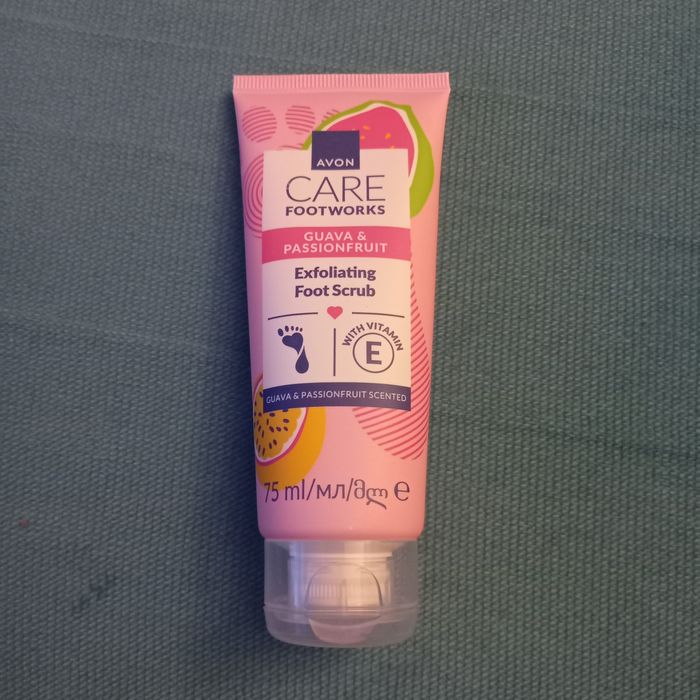 AVON
CARE
FOOTWORKS
GUAVA &
PASSIONFRUIT
Exfoliating
Foot Scrub
WITH VITAMIN
E
GUAVA & PASSIONFRUIT SCENTED
75 ml/мл/მლ ℮